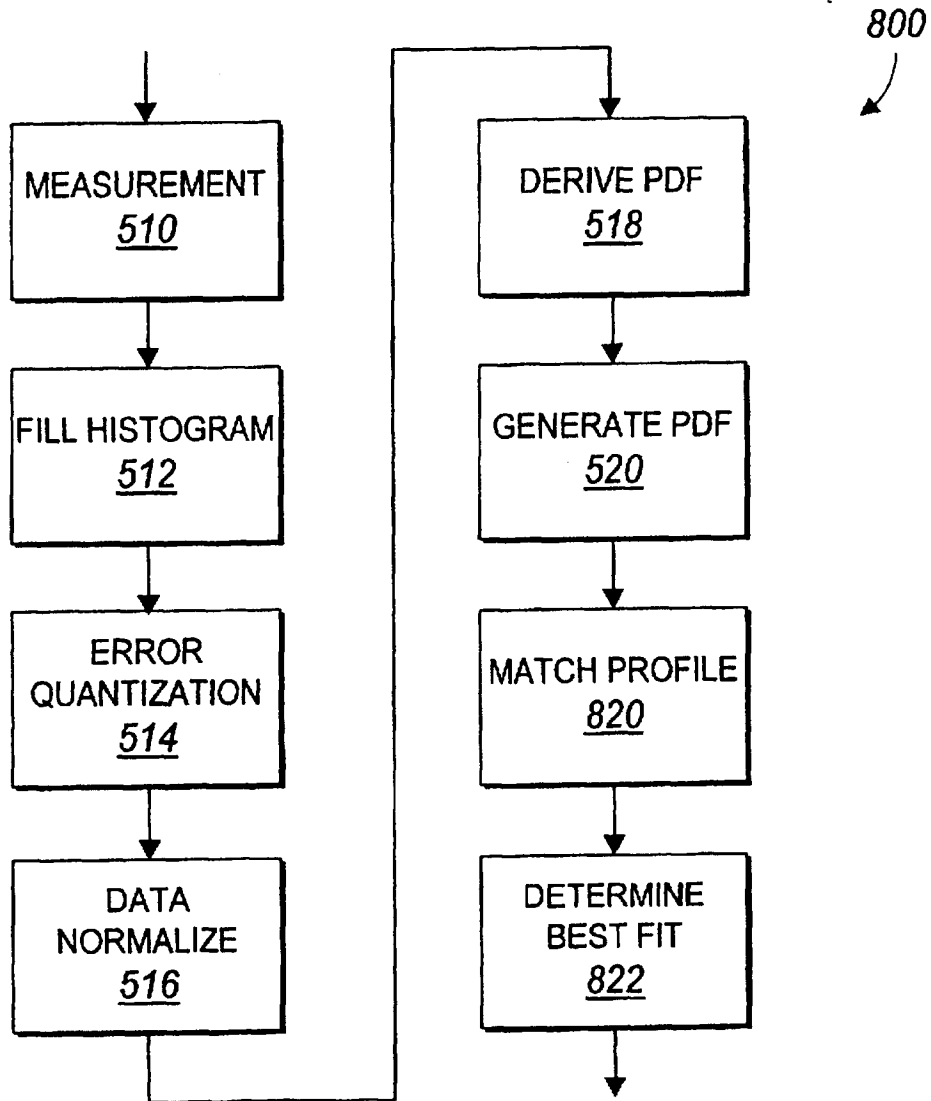 800
MEASUREMENT
510
FILL HISTOGRAM
512
ERROR
QUANTIZATION
514
DATA
NORMALIZE
516
DERIVE PDF
518
GENERATE PDF
520
MATCH PROFILE
820
DETERMINE
BEST FIT
822